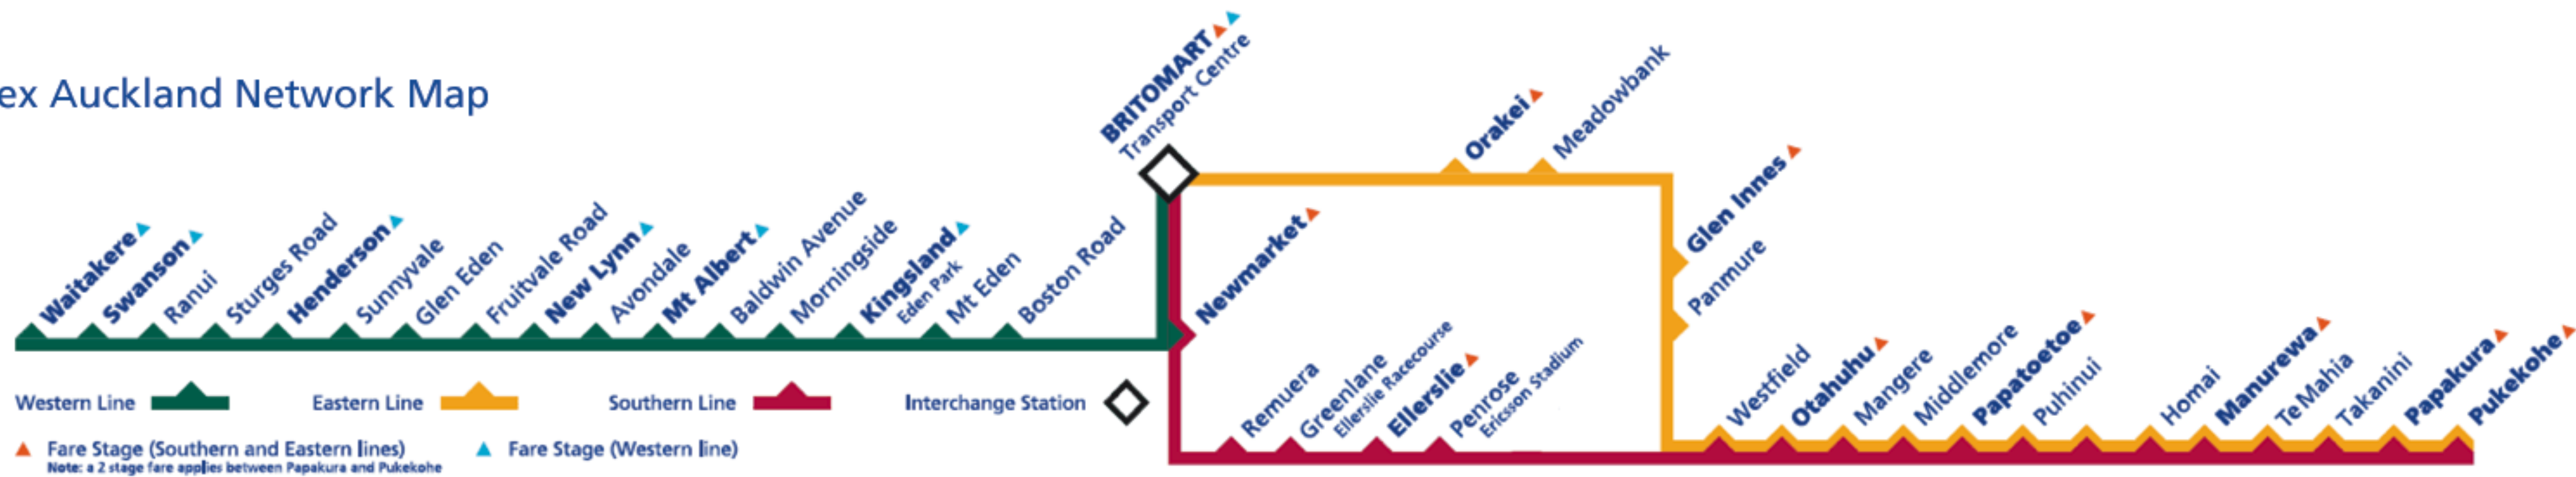 ex Auckland Network Map
BRITOMART
Transport Centre
Orakei
Meadowbank
Glen Innes
Panmure
Waitakere
Swanson
Ranui
Sturges Road
Henderson
Sunnyvale
Glen Eden
Fruitvale Road
New Lynn
Avondale
Mt Albert
Baldwin Avenue
Morningside
Kingsland
Eden Park
Mt Eden
Boston Road
Newmarket
Remuera
Greenlane
Ellerslie Racecourse
Ellerslie
Penrose
Ericsson Stadium
Westfield
Otahuhu
Mangere
Middlemore
Papatoetoe
Puhinui
Homai
Manurewa
Te Mahia
Takanini
Papakura
Pukekohe
Western Line
Eastern Line
Southern Line
Interchange Station
Fare Stage (Southern and Eastern lines)
Note: a 2 stage fare applies between Papakura and Pukekohe
Fare Stage (Western line)